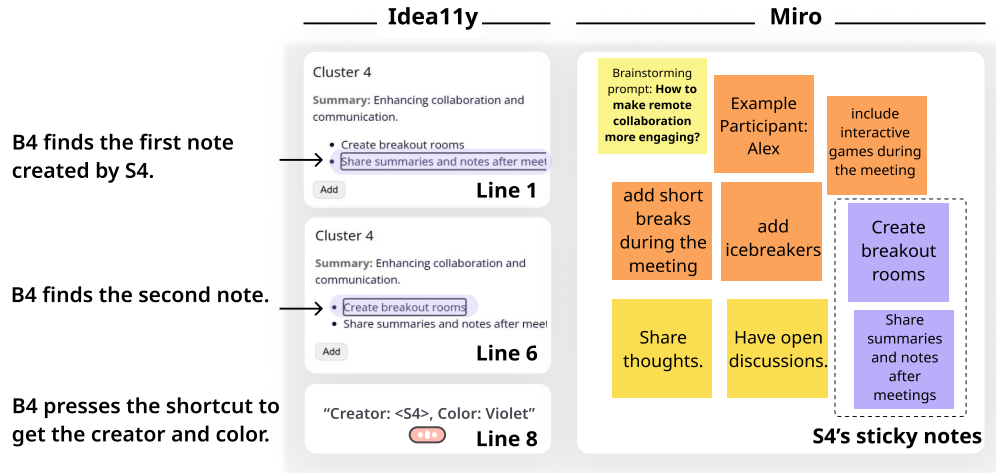 Idea11y
Miro
B4 finds the first note
created by S4.
Cluster 4
Summary: Enhancing collaboration and
communication.
• Create breakout rooms
• Share summaries and notes after meet
Add
Line 1
B4 finds the second note.
Cluster 4
Summary: Enhancing collaboration and
communication.
• Create breakout rooms
• Share summaries and notes after meet
Add
Line 6
B4 presses the shortcut to
get the creator and color.
“Creator: <S4>, Color: Violet”
Line 8
Brainstorming
prompt: How to
make remote
collaboration
more engaging?
Example
Participant:
Alex
include
interactive
games during
the meeting
add short
breaks
during the
meeting
add
icebreakers
Create
breakout
rooms
Share
thoughts.
Have open
discussions.
Share
summaries
and notes
after
meetings
S4’s sticky notes